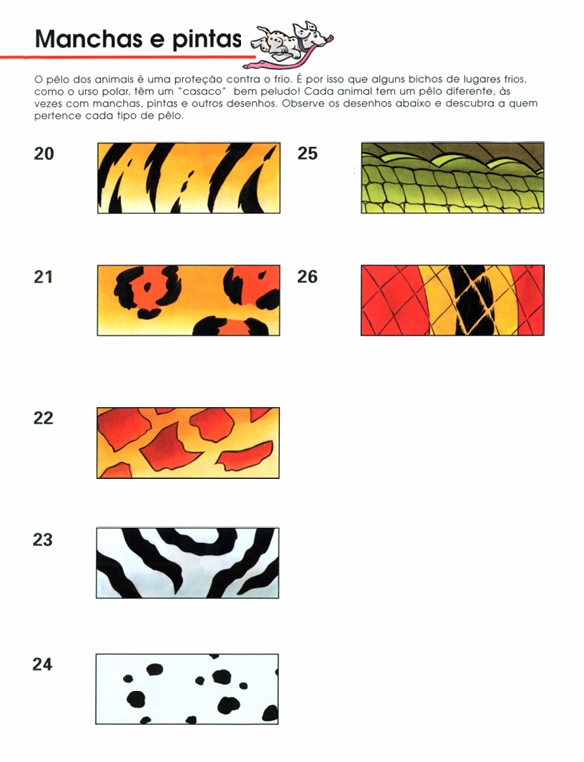 Manchas e pintas
O pêlo dos animais é uma proteção contra o frio. É por isso que alguns bichos de lugares frios,
como o urso polar, têm um "casaco" bem peludo! Cada animal tem um pêlo diferente, às
vezes com manchas, pintas e outros desenhos. Observe os desenhos abaixo e descubra a quem
pertence cada tipo de pêlo.
20
25
21
26
22
23
24